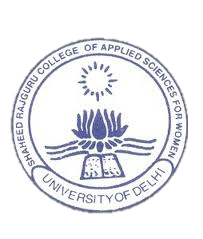 SHAHEED RAJGURU COLLEGE OF APPLIED SCIENCES FOR WOMEN
UNIVERSITY OF DELHI